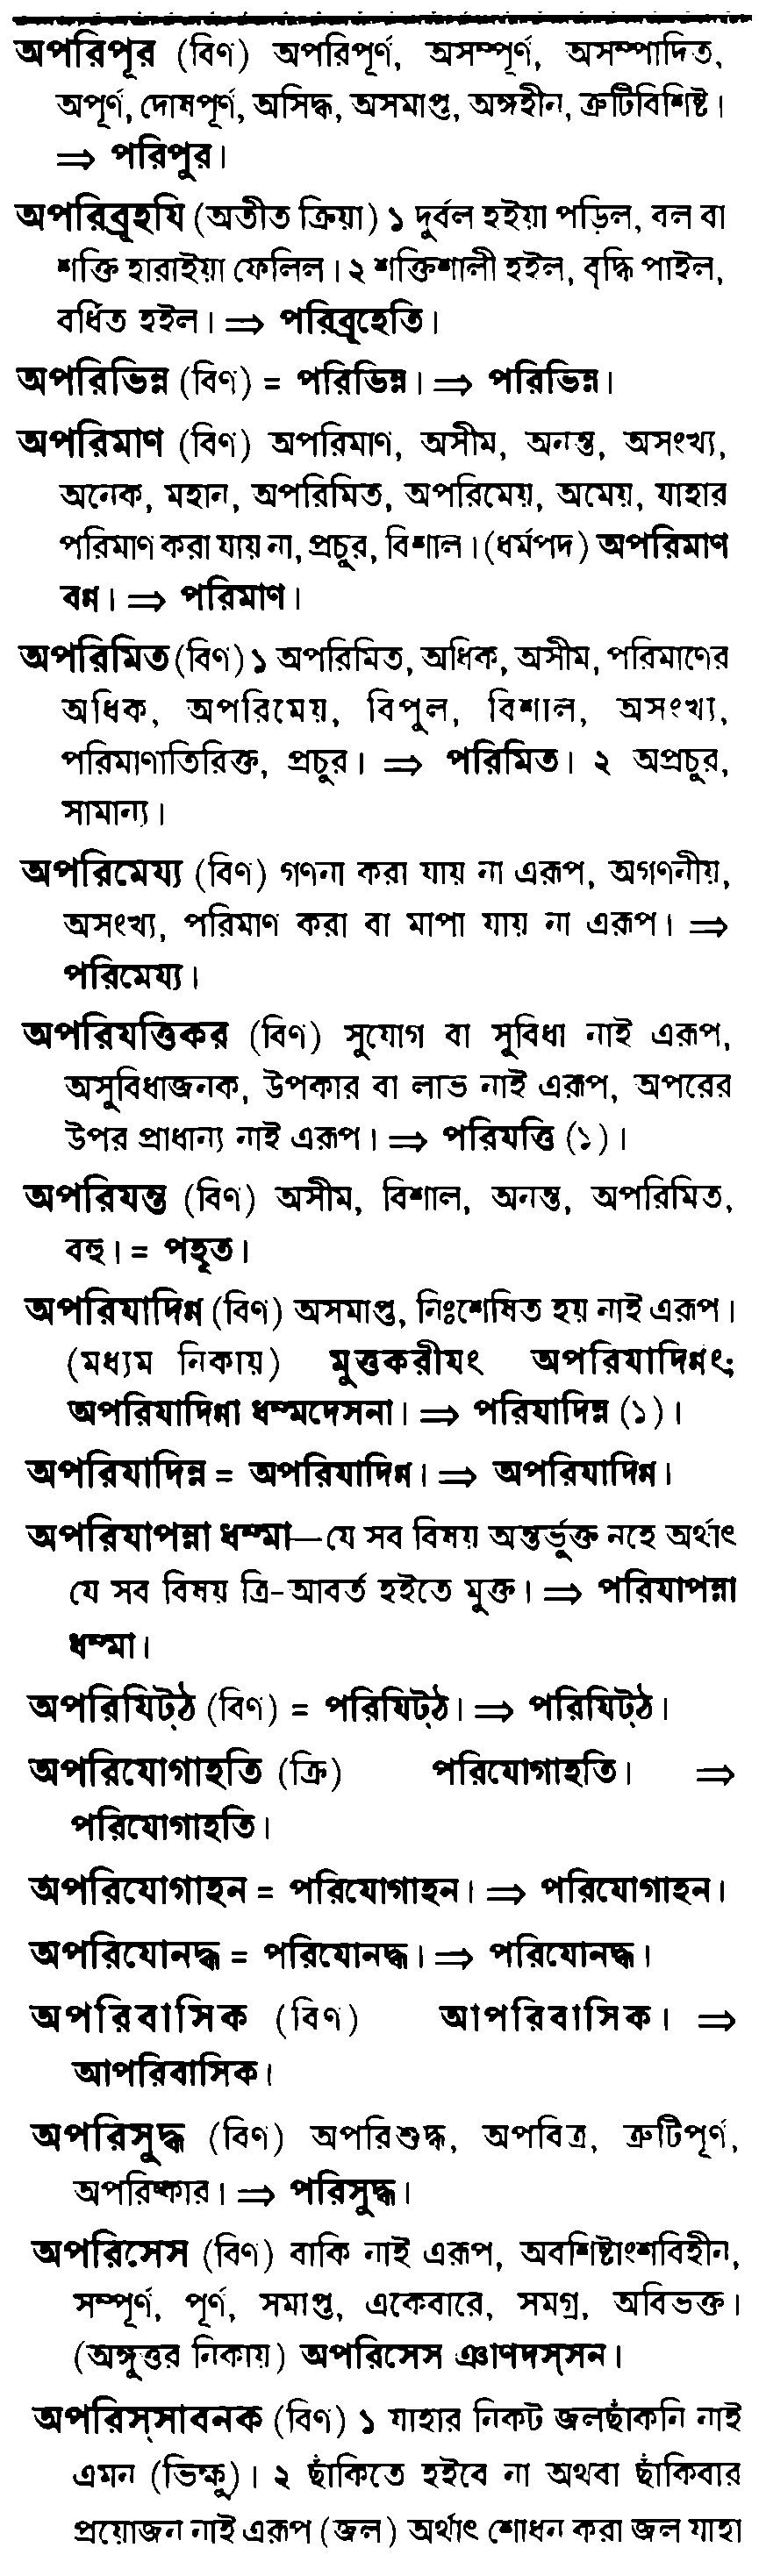 অপরিপূর (বিণ) অপরিপূর্ণ, অসম্পূর্ণ, অসম্পাদিত,
অপূর্ণ, দোষপূর্ণ, অসিদ্ধ, অসমাপ্ত, অঙ্গহীন, ত্রুটিবিশিষ্ট।
⇒ পরিপুর।
অপরিব্রূহযি (অতীত ক্রিয়া) ১ দুর্বল হইয়া পড়িল, বল বা
শক্তি হারাইয়া ফেলিল। ২ শক্তিশালী হইল, বৃদ্ধি পাইল,
বর্ধিত হইল। ⇒ পরিব্রূহেতি।
অপরিভিন্ন (বিণ) = পরিভিন্ন। ⇒ পরিভিন্ন।
অপরিমাণ (বিণ) অপরিমাণ, অসীম, অনন্ত, অসংখ্য,
অনেক, মহান, অপরিমিত, অপরিমেয়, অমেয়, যাহার
পরিমাণ করা যায় না, প্রচুর, বিশাল। (ধর্মপদ) অপরিমাণ
বণ্ন। ⇒ পরিমাণ।
অপরিমিত (বিণ) ১ অপরিমিত, অধিক, অসীম, পরিমাণের
অধিক, অপরিমেয়, বিপুল, বিশাল, অসংখ্য,
পরিমাণাতিরিক্ত, প্রচুর। ⇒ পরিমিত। ২ অপ্রচুর,
সামান্য।
অপরিমেয্য (বিণ) গণনা করা যায় না এরূপ, অগণনীয়,
অসংখ্য, পরিমাণ করা বা মাপা যায় না এরূপ। ⇒
পরিমেয্য।
অপরিযত্তিকর (বিণ) সুযোগ বা সুবিধা নাই এরূপ,
অসুবিধাজনক, উপকার বা লাভ নাই এরূপ, অপরের
উপর প্রাধান্য নাই এরূপ। ⇒ পরিযত্তি (১)।
অপরিযন্ত (বিণ) অসীম, বিশাল, অনন্ত, অপরিমিত,
বহু। = পহূত।
অপরিযাদিণ্ন (বিণ) অসমাপ্ত, নিঃশেষিত হয় নাই এরূপ।
(মধ্যম নিকায়) মুত্তকরীযং অপরিযাদিণ্নং;
অপরিযাদিণ্না ধম্মদেসনা। ⇒ পরিযাদিন্ন (১)।
অপরিযাদিন্ন = অপরিযাদিণ্ন। ⇒ অপরিযাদিণ্ন।
অপরিযাপন্না ধম্মা—যে সব বিষয় অন্তর্ভুক্ত নহে অর্থাৎ
যে সব বিষয় ত্রি-আবর্ত হইতে মুক্ত। ⇒ পরিযাপন্না
ধম্মা।
অপরিযিট্ঠ (বিণ) = পরিযিট্ঠ। ⇒ পরিযিট্ঠ।
অপরিযোগাহতি (ক্রি) পরিযোগাহতি। ⇒
পরিযোগাহতি।
অপরিযোগাহন = পরিযোগাহন। ⇒ পরিযোগাহন।
অপরিযোনদ্ধ = পরিযোনদ্ধ। ⇒ পরিযোনদ্ধ।
অপরিবাসিক (বিণ) আপরিবাসিক। ⇒
আপরিবাসিক।
অপরিসুদ্ধ (বিণ) অপরিশুদ্ধ, অপবিত্র, ত্রুটিপূর্ণ,
অপরিষ্কার। ⇒ পরিসুদ্ধ।
অপরিসেস (বিণ) বাকি নাই এরূপ, অবশিষ্টাংশবিহীন,
সম্পূর্ণ, পূর্ণ, সমাপ্ত, একেবারে, সমগ্র, অবিভক্ত।
(অঙ্গুত্তর নিকায়) অপরিসেস ঞাণদস্সন।
অপরিস্সাবনক (বিণ) ১ যাহার নিকট জলছাঁকনি নাই
এমন (ভিক্ষু)। ২ ছাঁকিতে হইবে না অথবা ছাঁকিবার
প্রয়োজন নাই এরূপ (জল) অর্থাৎ শোধন করা জল যাহা